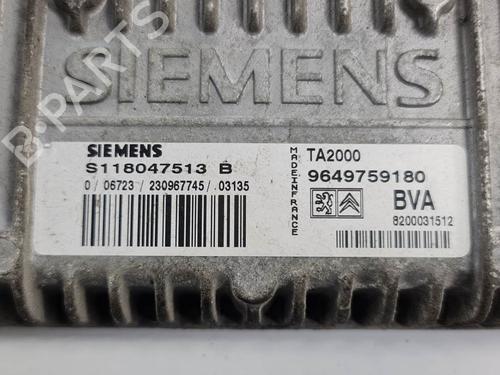 SIEMENS
B-PARTS
SIEMENS
S118047513 B
0 / 06723 / 230967745 / 03135
MADE IN FRANCE
TA2000
9649759180
BVA
8200031512